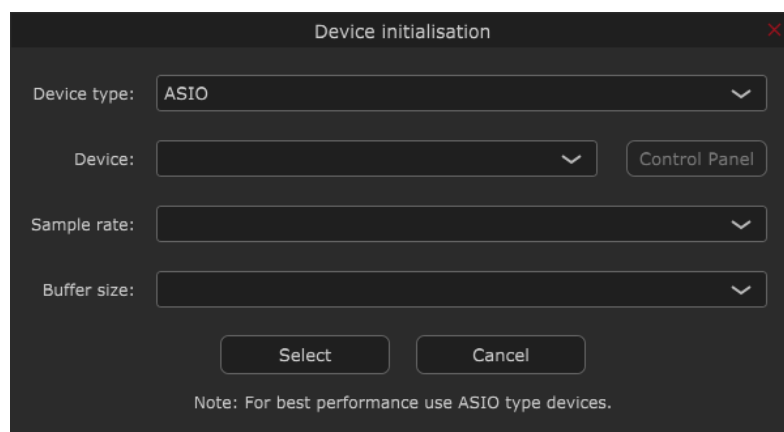 Device initialisation
Device type: ASIO
Device: Control Panel
Sample rate:
Buffer size:
Select Cancel
Note: For best performance use ASIO type devices.